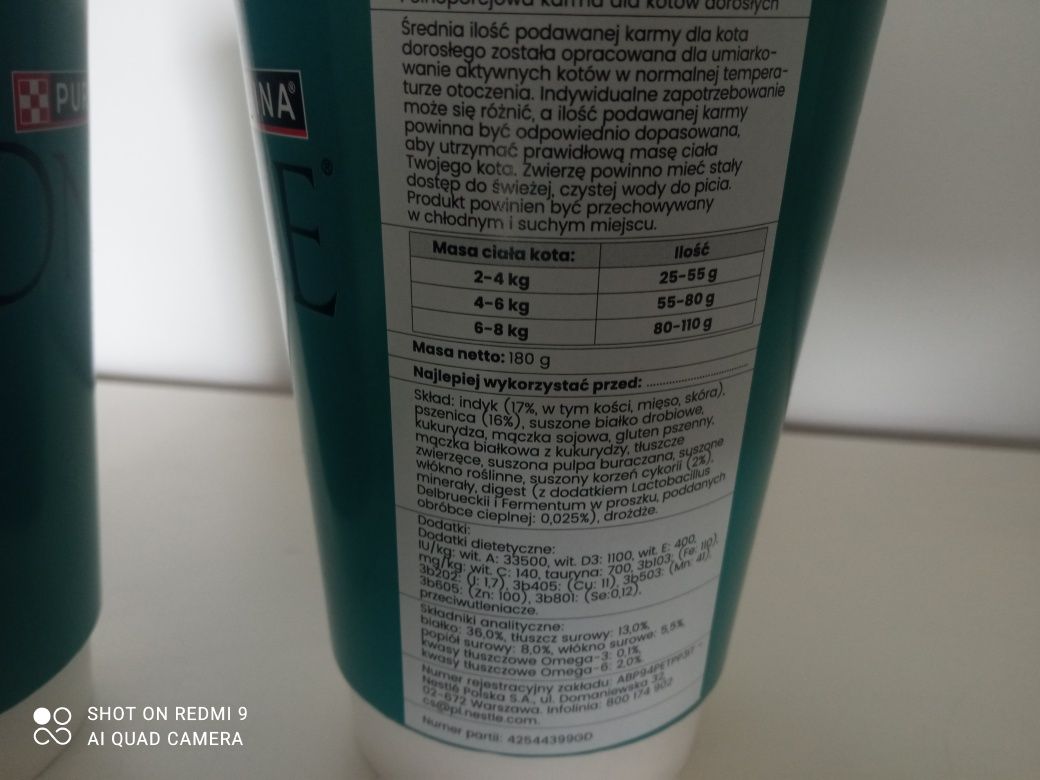 PUR
INA®
ON
E®
Pełnoporcjowa karma dla kotów dorosłych
Średnia ilość podawanej karmy dla kota
dorosłego została opracowana dla umiarko-
wanie aktywnych kotów w normalnej tempera-
turze otoczenia. Indywidualne zapotrzebowanie
może się różnić, a ilość podawanej karmy
powinna być odpowiednio dopasowana,
aby utrzymać prawidłową masę ciała
Twojego kota. Zwierzę powinno mieć stały
dostęp do świeżej, czystej wody do picia.
Produkt powinien być przechowywany
w chłodnym i suchym miejscu.
Masa ciała kota: Ilość
2-4 kg 25-55 g
4-6 kg 55-80 g
6-8 kg 80-110 g
Masa netto: 180 g
Najlepiej wykorzystać przed: ............................
Skład: indyk (17%, w tym kości, mięso, skóra),
pszenica (16%), suszone białko drobiowe,
kukurydza, mączka sojowa, gluten pszenny,
mączka białkowa z kukurydzy, tłuszcze
zwierzęce, suszona pulpa buraczana, suszone
włókno roślinne, suszony korzeń cykorii (2%),
minerały, digest (z dodatkiem Lactobacillus
Delbrueckii i Fermentum w proszku, poddanych
obróbce cieplnej: 0,025%), drożdże.
Dodatki:
Dodatki dietetyczne:
IU/kg: wit. A: 33500, wit. D3: 1100, wit. E: 400,
mg/kg: wit. C: 140, tauryna: 700, 3b103: (Fe: 110),
3b202: (I: 1,7), 3b405: (Cu: 11), 3b503: (Mn: 41),
3b605: (Zn: 100), 3b801: (Se:0,12),
przeciwutleniacze.
Składniki analityczne:
białko: 36,0%, tłuszcz surowy: 13,0%,
popiół surowy: 8,0%, włókno surowe: 5,5%,
kwasy tłuszczowe Omega-3: 0,1%,
kwasy tłuszczowe Omega-6: 2,0%.
Numer rejestracyjny zakładu:
Nestlé Polska S.A., ul. Domaniewska 32,
02-672 Warszawa. Infolinia: 800 174 902
cs@pl.nestle.com.
Numer partii: 42544399GD
SHOT ON REDMI 9
AI QUAD CAMERA